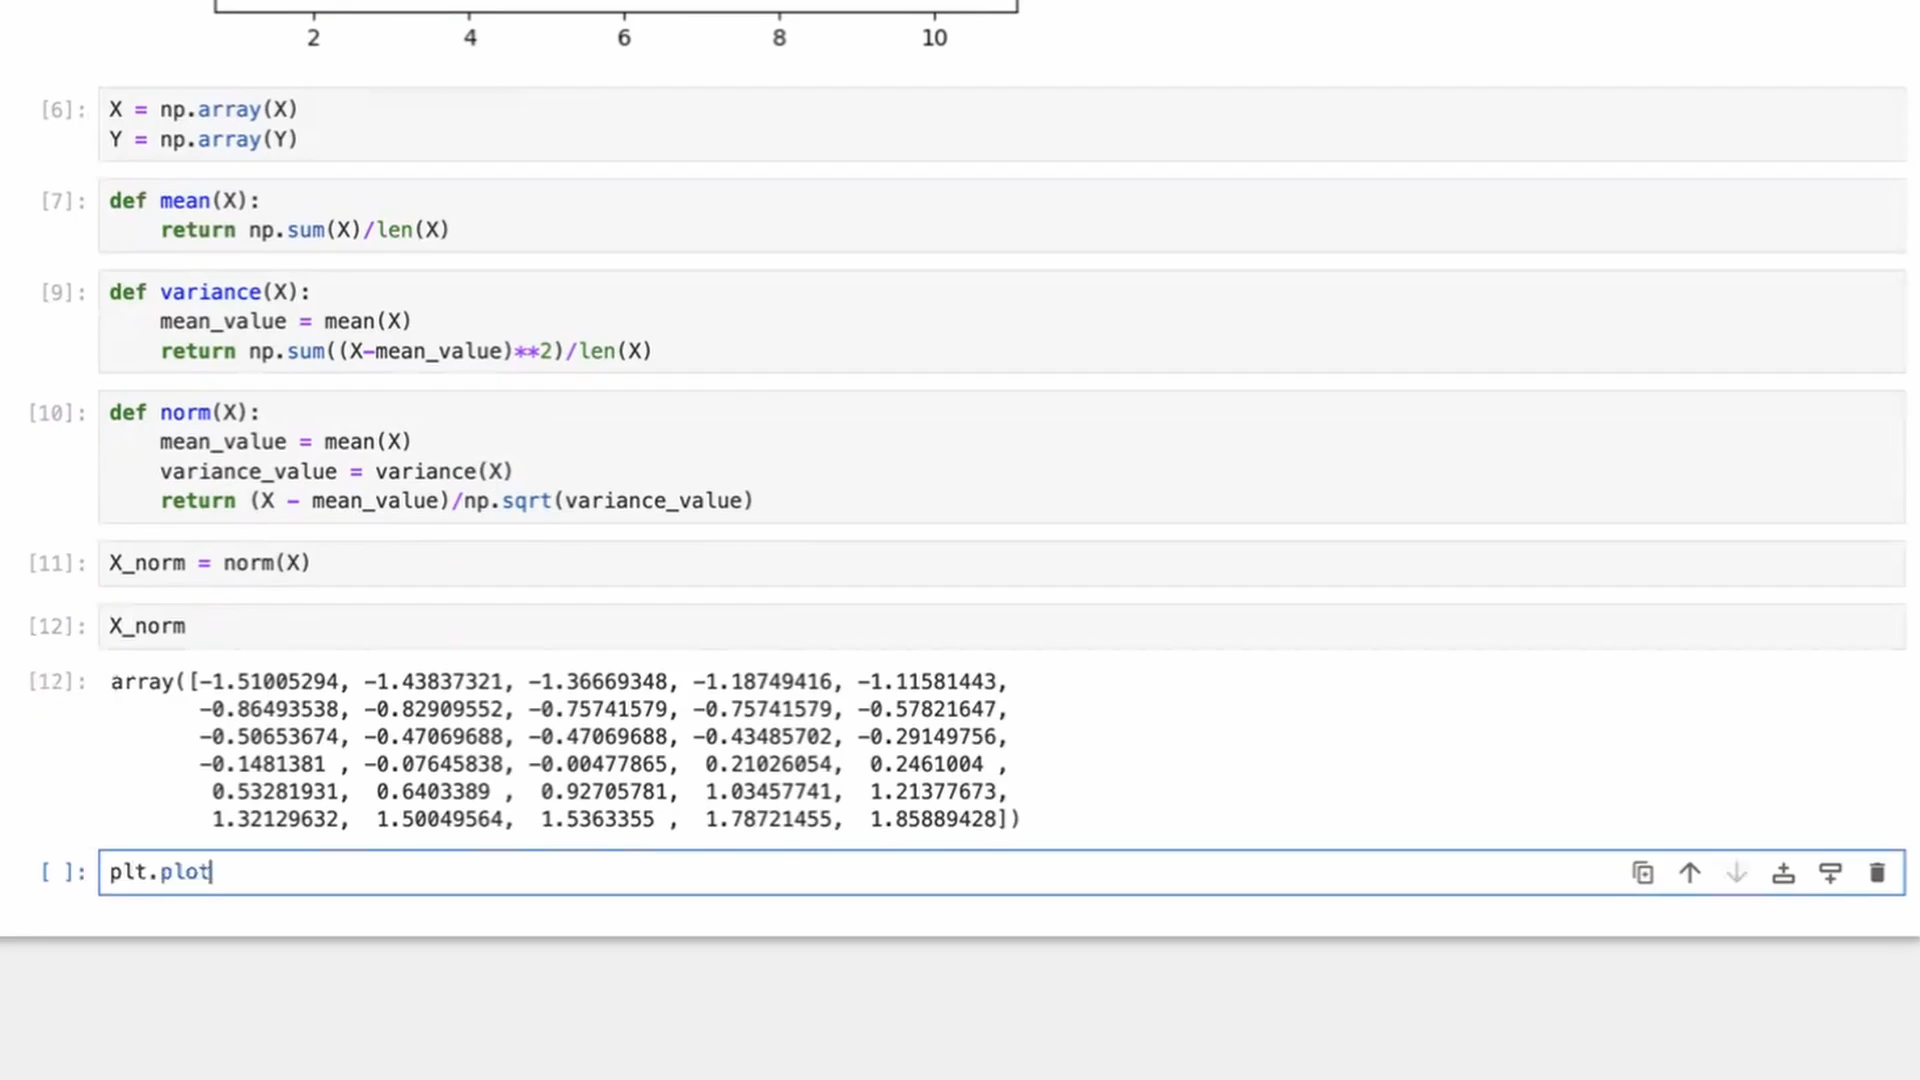 2 4 6 8 10
[6]: X = np.array(X)
Y = np.array(Y)
[7]: def mean(X):
    return np.sum(X)/len(X)
[9]: def variance(X):
    mean_value = mean(X)
    return np.sum((X-mean_value)**2)/len(X)
[10]: def norm(X):
    mean_value = mean(X)
    variance_value = variance(X)
    return (X - mean_value)/np.sqrt(variance_value)
[11]: X_norm = norm(X)
[12]: X_norm
[12]: array([-1.51005294, -1.43837321, -1.36669348, -1.18749416, -1.11581443,
-0.86493538, -0.82909552, -0.75741579, -0.75741579, -0.57821647,
-0.50653674, -0.47069688, -0.47069688, -0.43485702, -0.29149756,
-0.1481381 , -0.07645838, -0.00477865, 0.21026054, 0.2461004 ,
0.53281931, 0.6403389 , 0.92705781, 1.03457741, 1.21377673,
1.32129632, 1.50049564, 1.5363355 , 1.78721455, 1.85889428])
[ ]: plt.plot